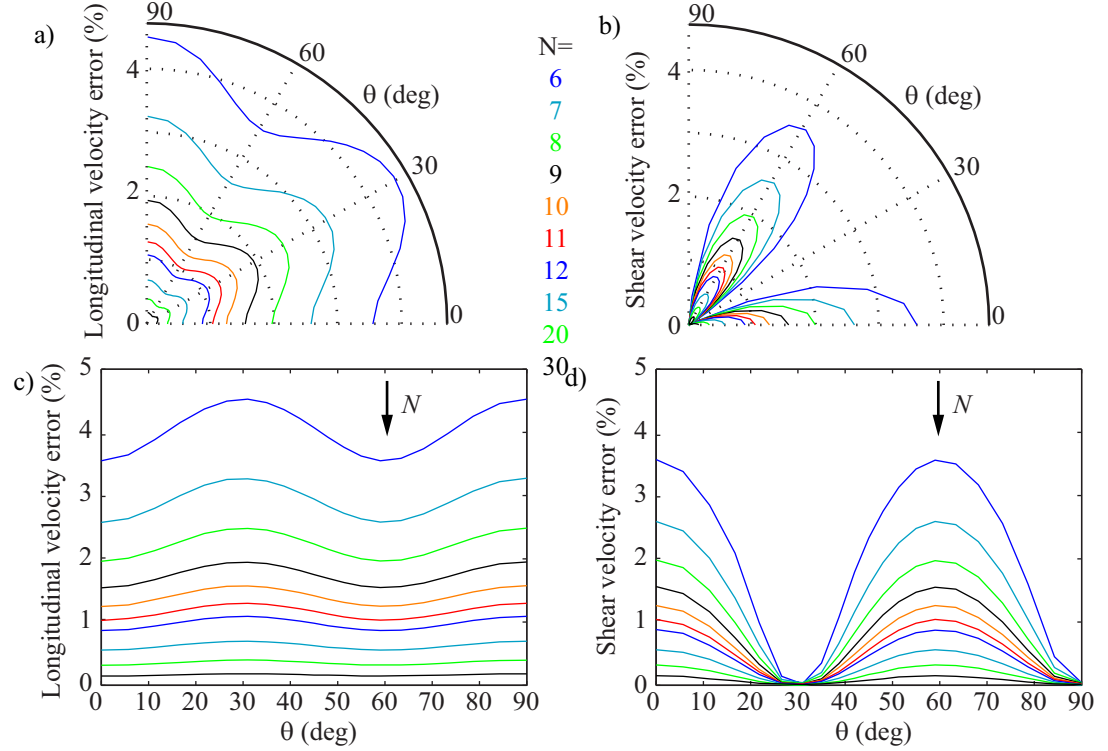 a)
Longitudinal velocity error (%)
90
60
θ (deg)
30
4
2
0
0
N=
6
7
8
9
10
11
12
15
20
30
b)
Shear velocity error (%)
90
60
θ (deg)
30
4
2
0
0
c)
Longitudinal velocity error (%)
5
4
3
2
1
0
0 10 20 30 40 50 60 70 80 90
θ (deg)
N
d)
Shear velocity error (%)
5
4
3
2
1
0
0 10 20 30 40 50 60 70 80 90
θ (deg)
N